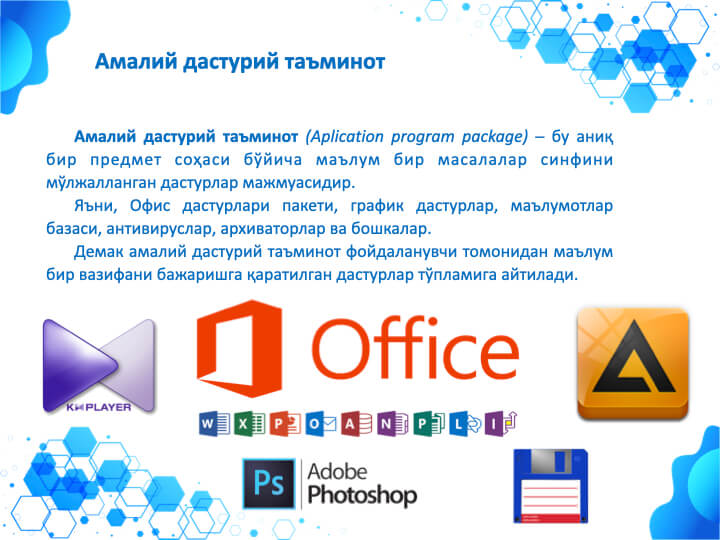 Амалий дастурий таъминот
Амалий дастурий таъминот (Aplication program package) – бу аниқ
бир предмет соҳаси бўйича маълум бир масалалар синфини
мўлжалланган дастурлар мажмуасидир.
Яъни, Офис дастурлари пакети, график дастурлар, маълумотлар
базаси, антивируслар, архиваторлар ва бошкалар.
Демак амалий дастурий таъминот фойдаланувчи томонидан маълум
бир вазифани бажаришга қаратилган дастурлар тўпламига айтилади.
Office
KMPLAYER
W X P O A N P L I
Ps Adobe
Photoshop